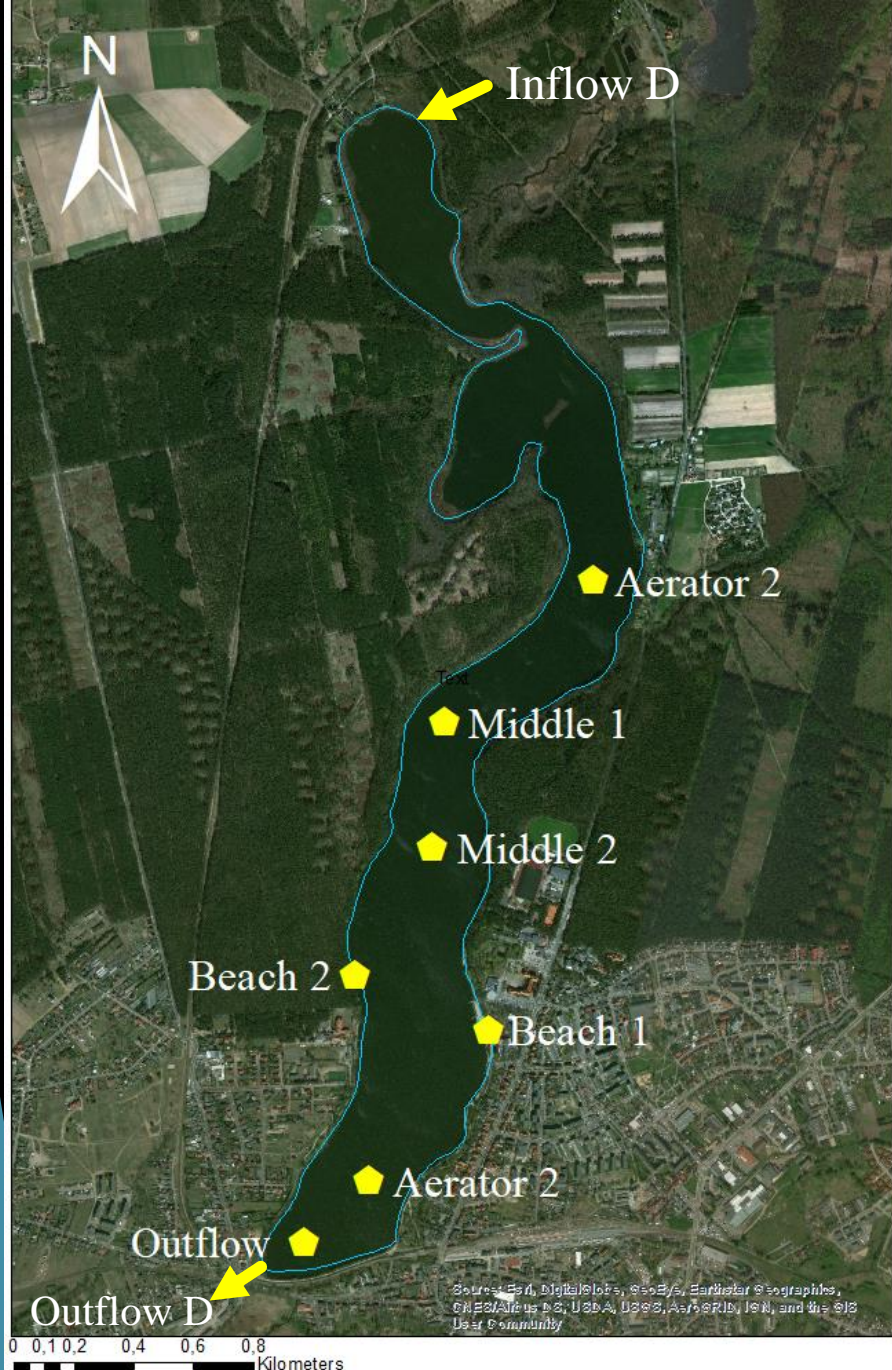 N
Inflow D
Aerator 2
Text
Middle 1
Middle 2
Beach 2
Beach 1
Aerator 2
Outflow
Outflow D
Source: Esri, DigitalGlobe, GeoEye, Earthstar Geographics,
CNES/Airbus DS, USDA, USGS, AeroGRID, IGN, and the GIS
User Community
0 0,1 0,2 0,4 0,6 0,8
Kilometers